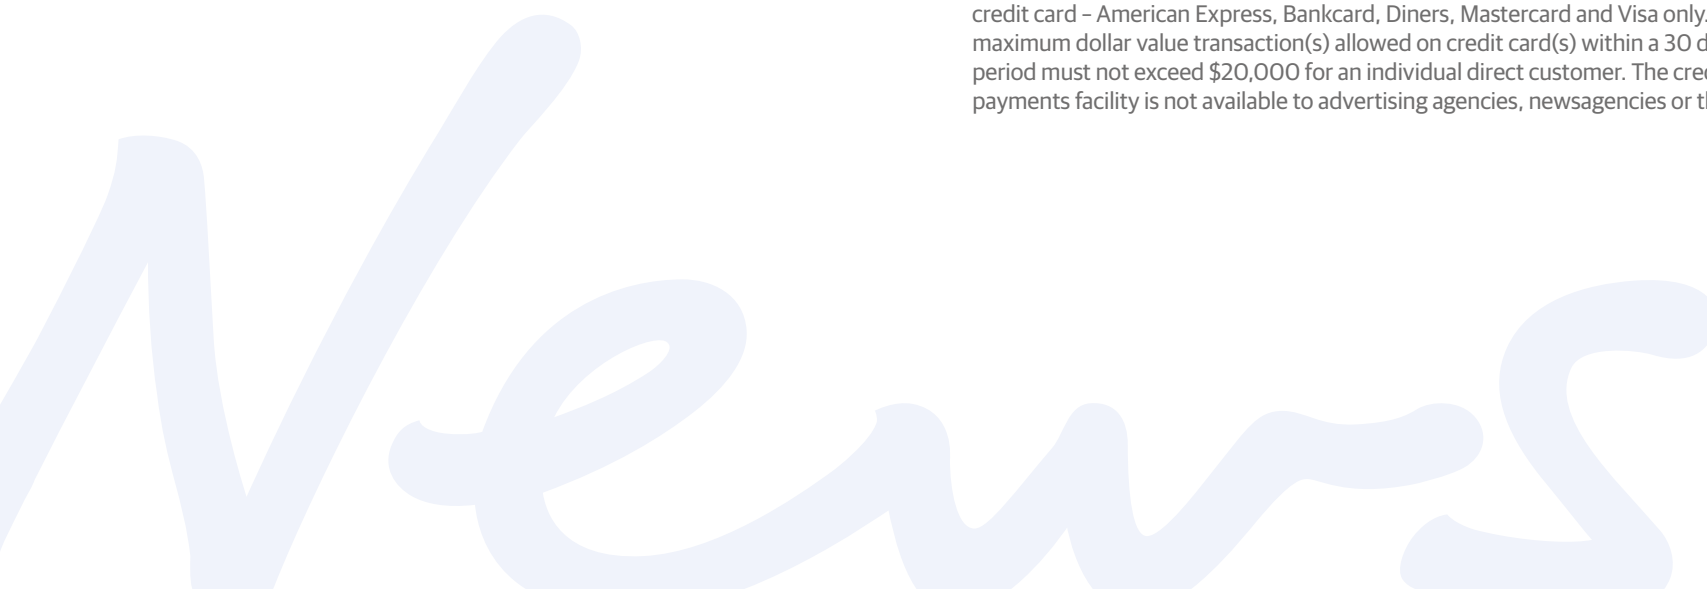 credit card – American Express, Bankcard, Diners, Mastercard and Visa only.
maximum dollar value transaction(s) allowed on credit card(s) within a 30
period must not exceed $20,000 for an individual direct customer. The
payments facility is not available to advertising agencies, newsagencies or
News